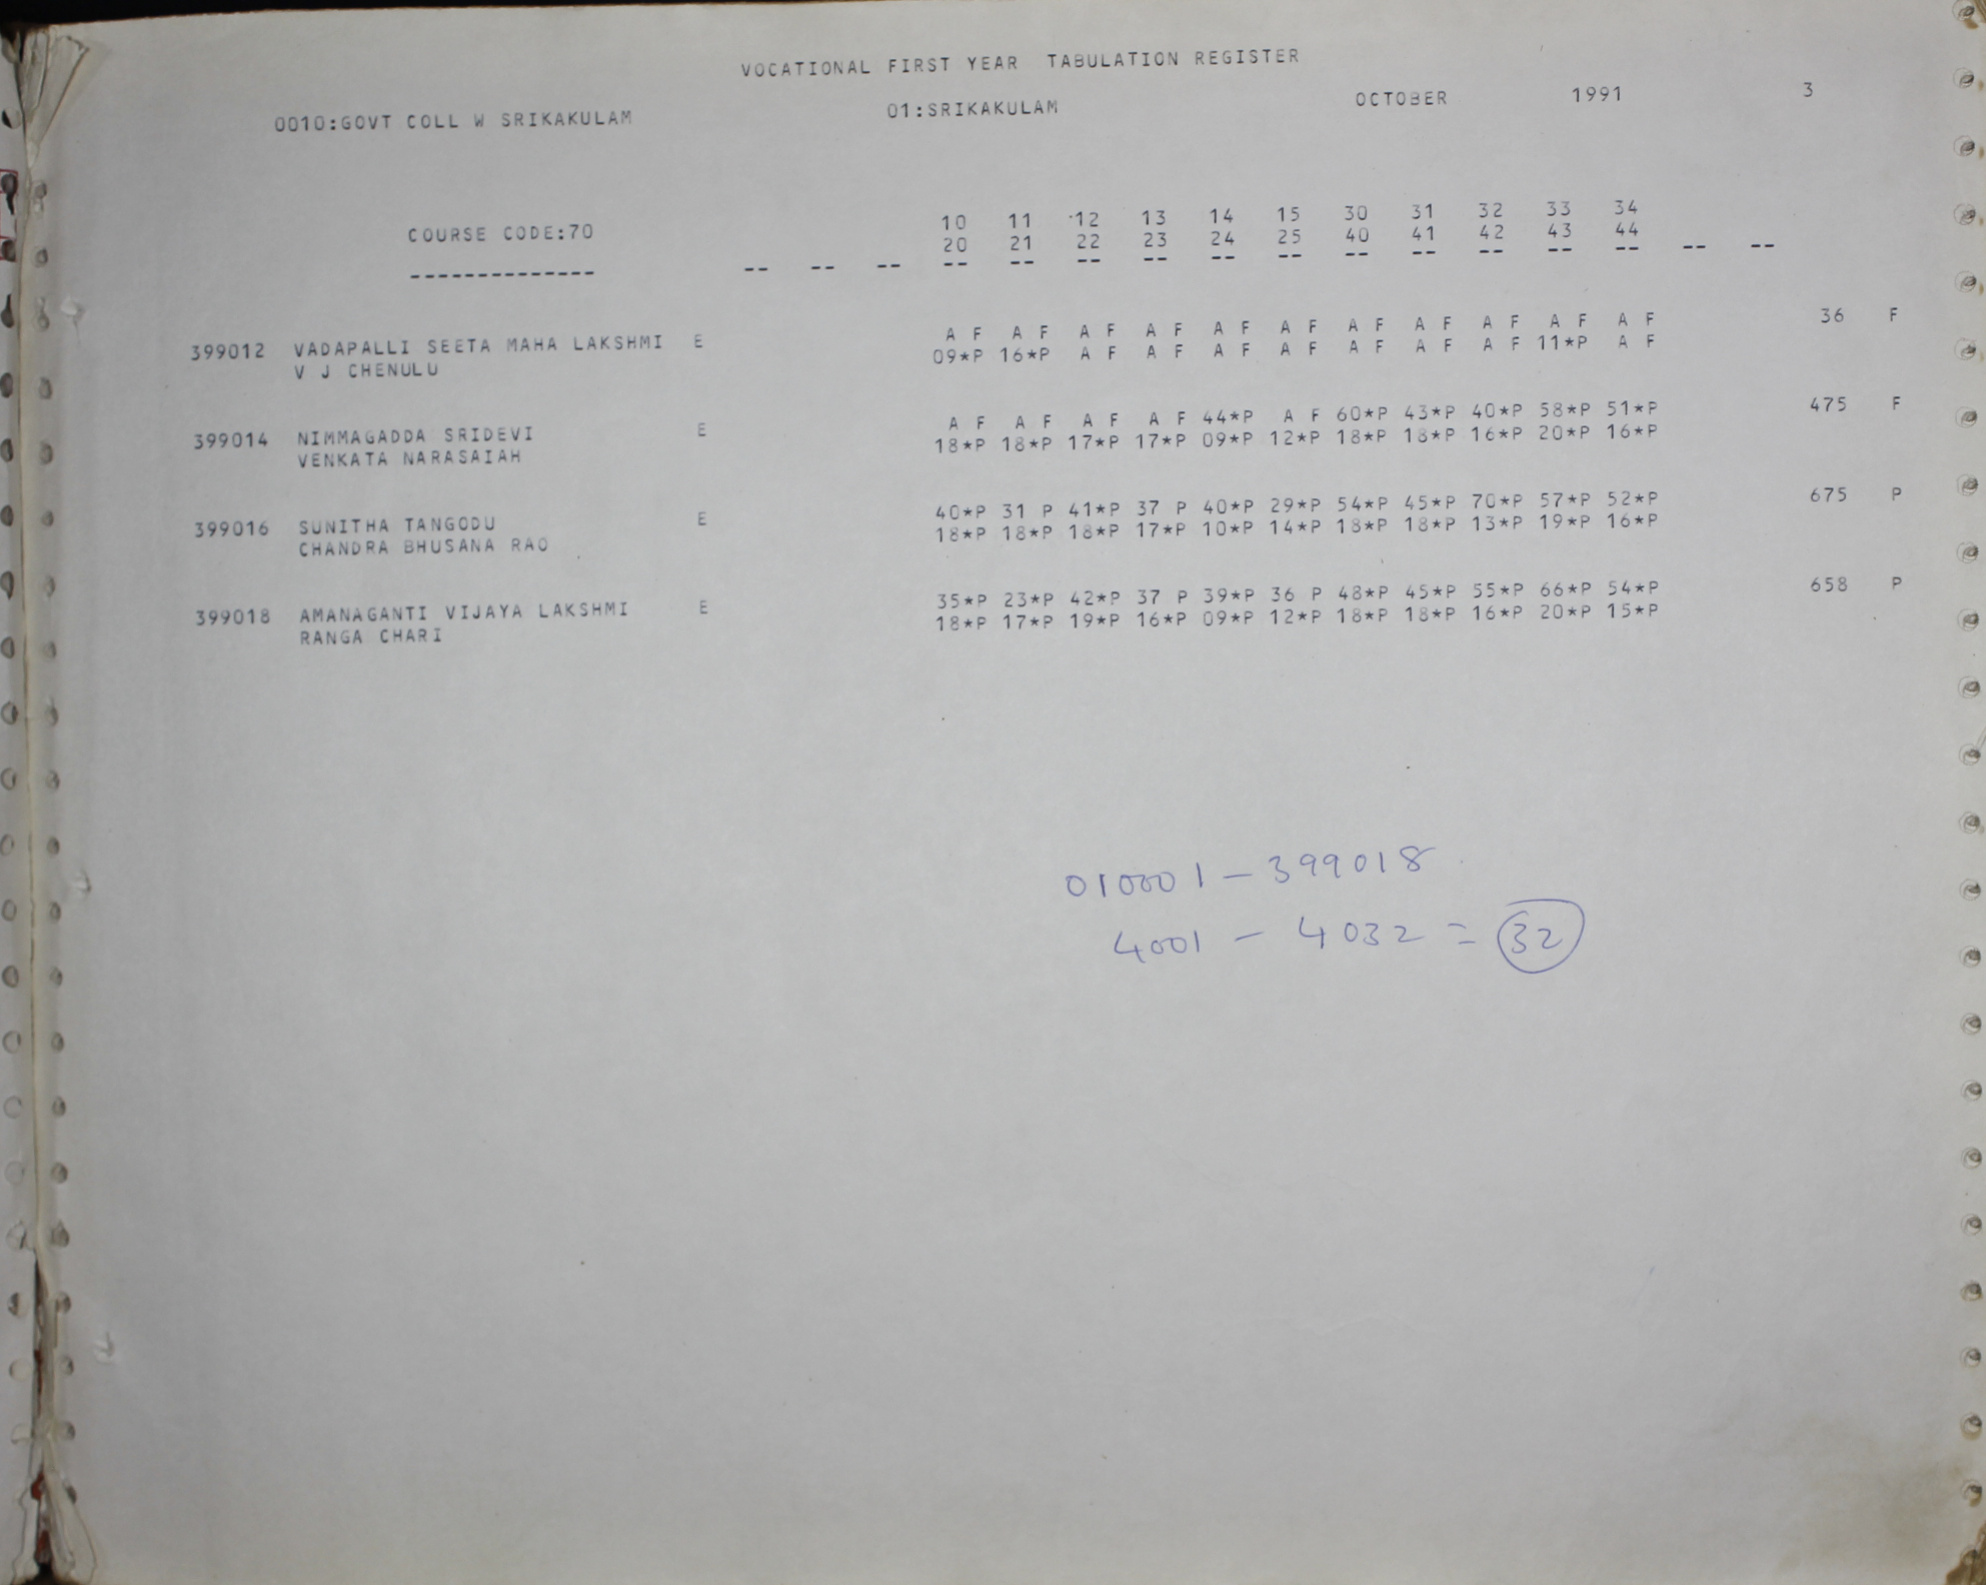 VOCATIONAL FIRST YEAR TABULATION REGISTER
0010:GOVT COLL W SRIKAKULAM 01:SRIKAKULAM OCTOBER 1991 3
10 11 12 13 14 15 30 31 32 33 34
COURSE CODE:70 20 21 22 23 24 25 40 41 42 43 44
-------------- -- -- -- -- -- -- -- -- -- -- -- -- -- -- -- --
A F A F A F A F A F A F A F A F A F A F A F 36 F
399012 VADAPALLI SEETA MAHA LAKSHMI E 09*P 16*P A F A F A F A F A F A F A F 11*P A F
V J CHENULU
A F A F A F A F 44*P A F 60*P 43*P 40*P 58*P 51*P 475 F
399014 NIMMAGADDA SRIDEVI E 18*P 18*P 17*P 17*P 09*P 12*P 18*P 18*P 16*P 20*P 16*P
VENKATA NARASAIAH
40*P 31 P 41*P 37 P 40*P 29*P 54*P 45*P 70*P 57*P 52*P 675 P
399016 SUNITHA TANGODU E 18*P 18*P 18*P 17*P 10*P 14*P 18*P 18*P 13*P 19*P 16*P
CHANDRA BHUSANA RAO
35*P 23*P 42*P 37 P 39*P 36 P 48*P 45*P 55*P 66*P 54*P 658 P
399018 AMANAGANTI VIJAYA LAKSHMI E 18*P 17*P 19*P 16*P 09*P 12*P 18*P 18*P 16*P 20*P 15*P
RANGA CHARI
010001 - 399018
4001 - 4032 = 32